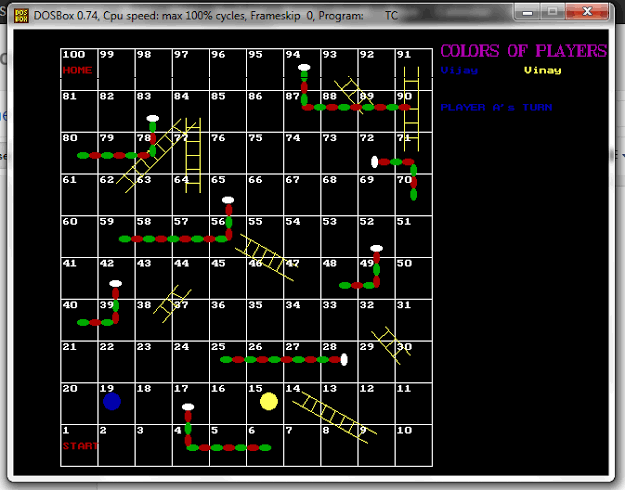 DOSBox 0.74, Cpu speed: max 100% cycles, Frameskip 0, Program: TC
COLORS OF PLAYERS
Vijay Vinay
PLAYER A's TURN
100 99 98 97 96 95 94 93 92 91
HOME
81 82 83 84 85 86 87 88 89 90
80 79 78 77 76 75 74 73 72 71
61 62 63 64 65 66 67 68 69 70
60 59 58 57 56 55 54 53 52 51
41 42 43 44 45 46 47 48 49 50
40 39 38 37 36 35 34 33 32 31
21 22 23 24 25 26 27 28 29 30
20 19 18 17 16 15 14 13 12 11
1 2 3 4 5 6 7 8 9 10
START